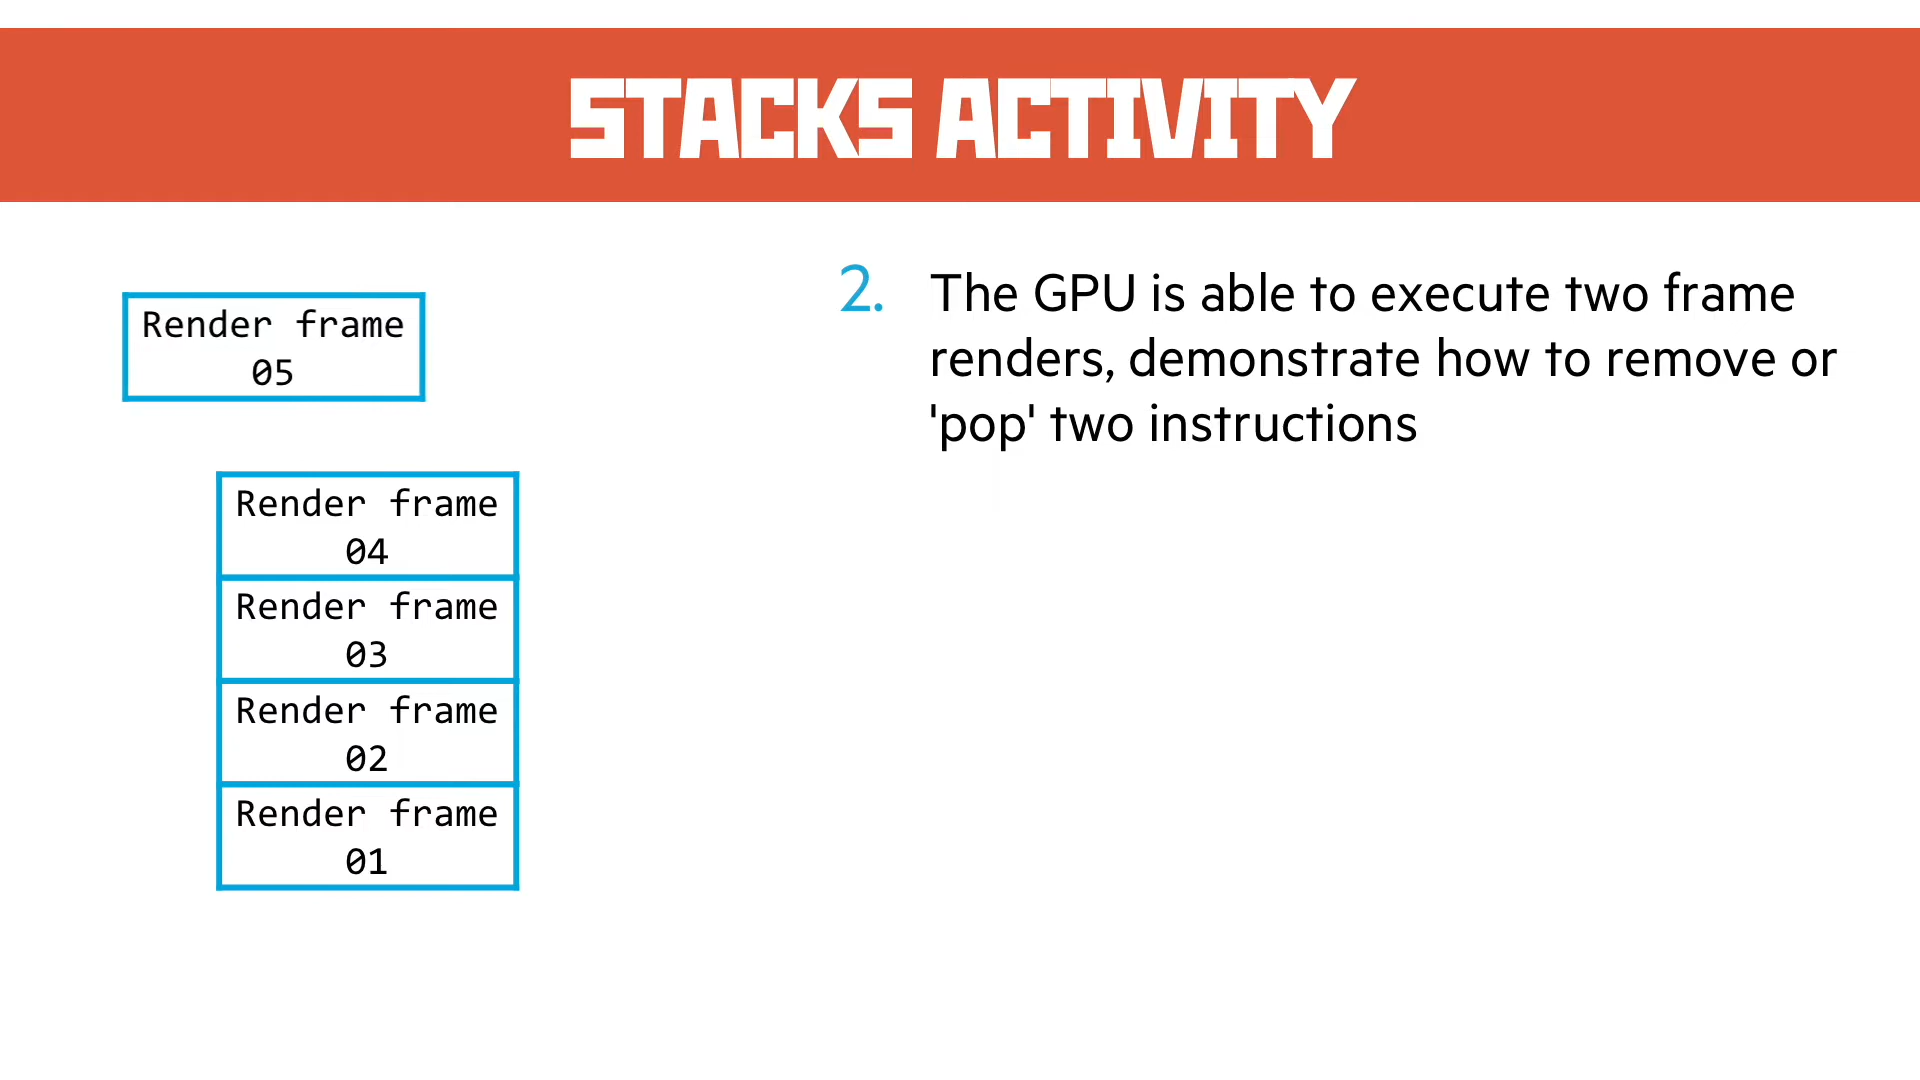 STACKS ACTIVITY
Render frame
05
Render frame
04
Render frame
03
Render frame
02
Render frame
01
2. The GPU is able to execute two frame
renders, demonstrate how to remove or
'pop' two instructions